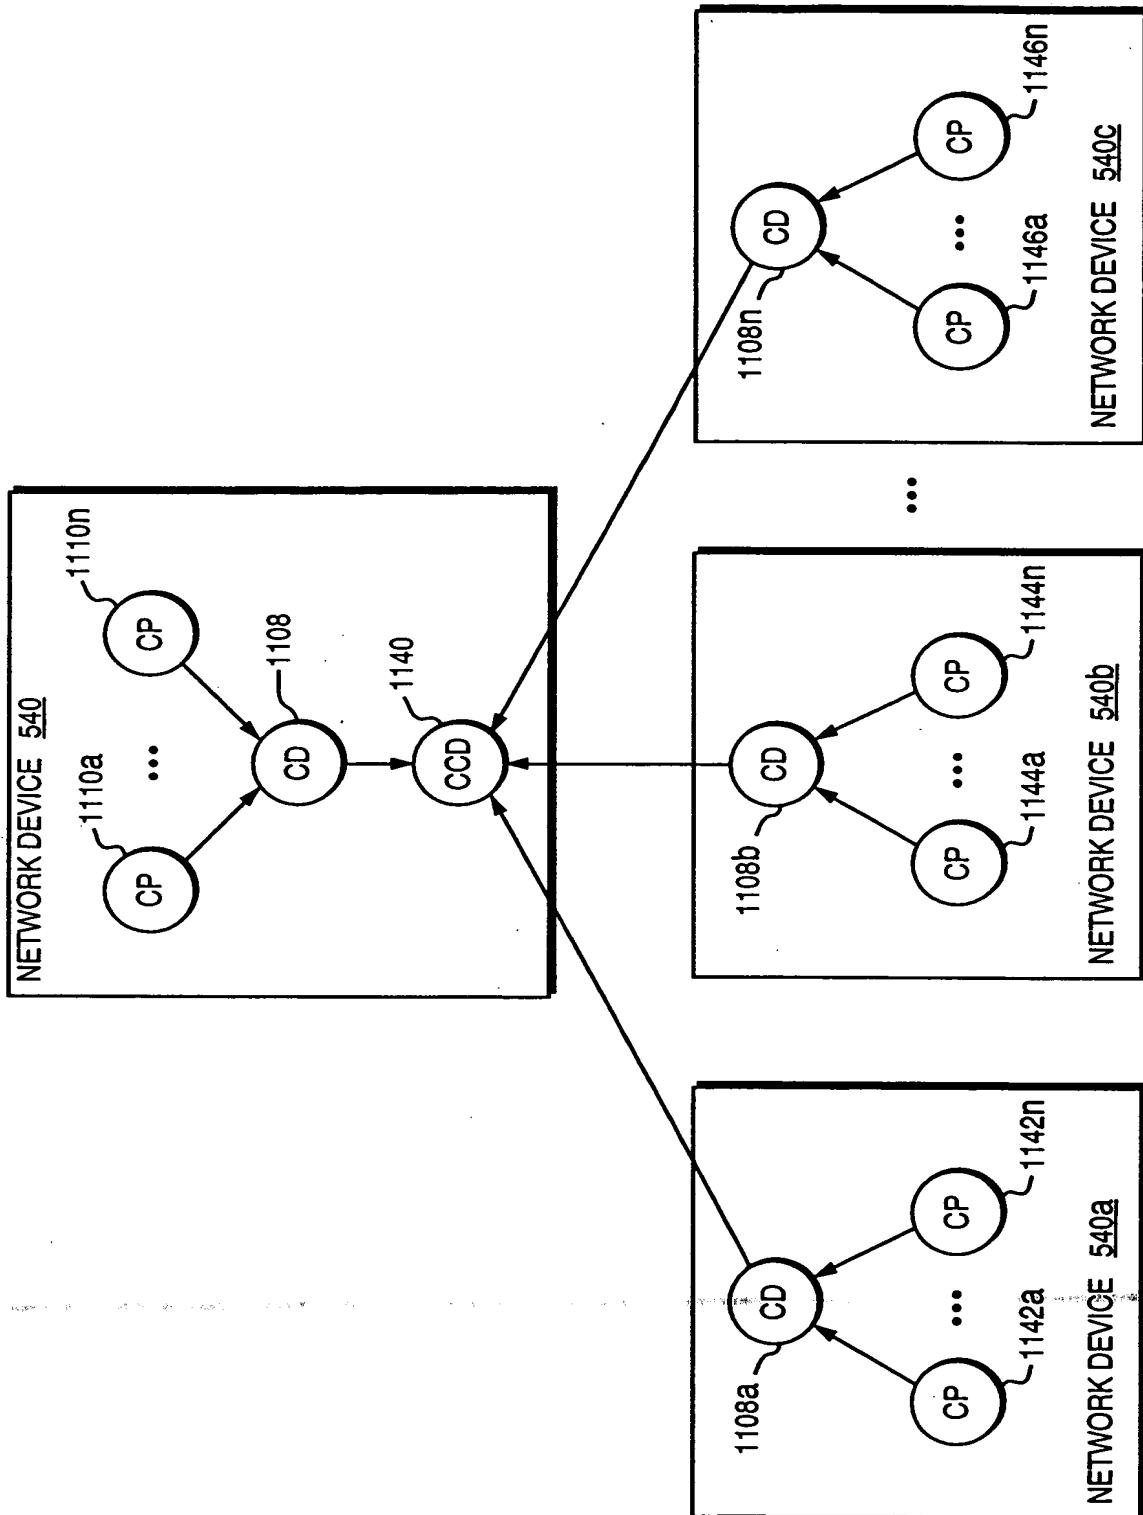 NETWORK DEVICE 540
1110a
1110n
CP
...
CP
CD
1108
CCD
1140
1108a
CD
CP
...
CP
1142a
1142n
NETWORK DEVICE 540a
1108b
CD
CP
...
CP
1144a
1144n
NETWORK DEVICE 540b
...
1108n
CD
CP
...
CP
1146a
1146n
NETWORK DEVICE 540c